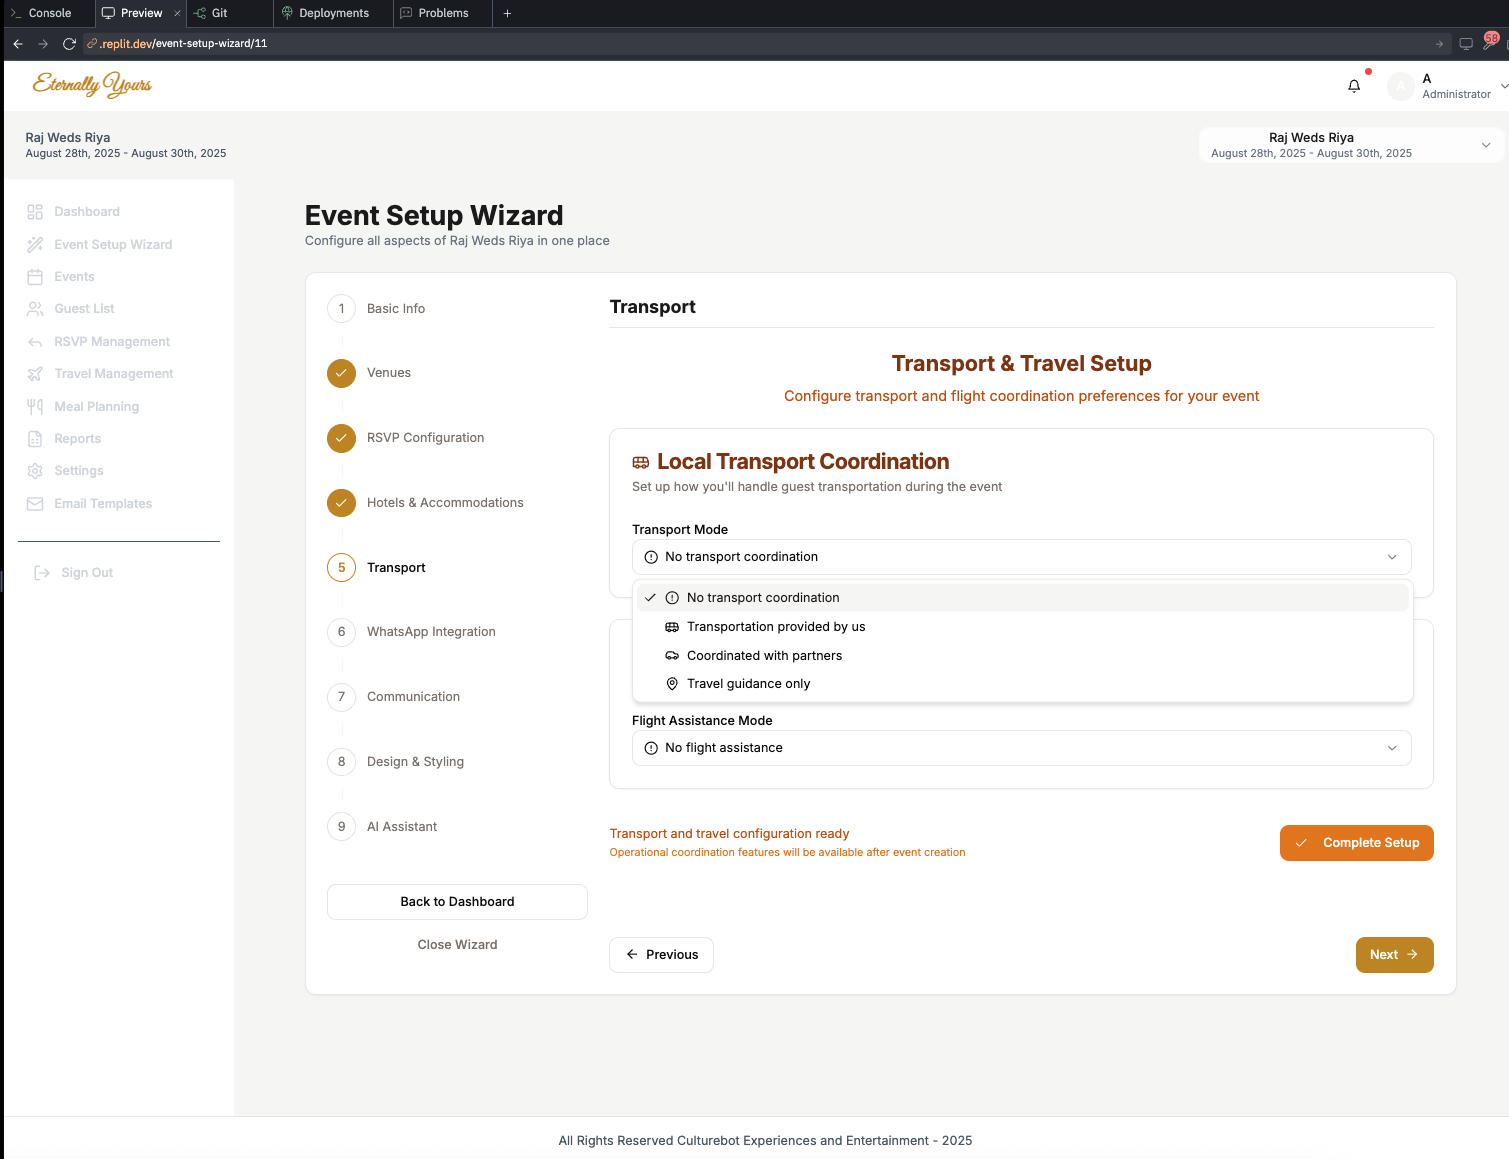 Console
Preview
Git
Deployments
Problems
.replit.dev/event-setup-wizard/11
58
Eternally Yours
A
A
Administrator
Raj Weds Riya
August 28th, 2025 - August 30th, 2025
Raj Weds Riya
August 28th, 2025 - August 30th, 2025
Dashboard
Event Setup Wizard
Events
Guest List
RSVP Management
Travel Management
Meal Planning
Reports
Settings
Email Templates
Sign Out
Event Setup Wizard
Configure all aspects of Raj Weds Riya in one place
1 Basic Info
Venues
RSVP Configuration
Hotels & Accommodations
5 Transport
6 WhatsApp Integration
7 Communication
8 Design & Styling
9 AI Assistant
Back to Dashboard
Close Wizard
Transport
Transport & Travel Setup
Configure transport and flight coordination preferences for your event
Local Transport Coordination
Set up how you'll handle guest transportation during the event
Transport Mode
No transport coordination
No transport coordination
Transportation provided by us
Coordinated with partners
Travel guidance only
Flight Assistance Mode
No flight assistance
Transport and travel configuration ready
Operational coordination features will be available after event creation
Complete Setup
Previous
Next
All Rights Reserved Culturebot Experiences and Entertainment - 2025